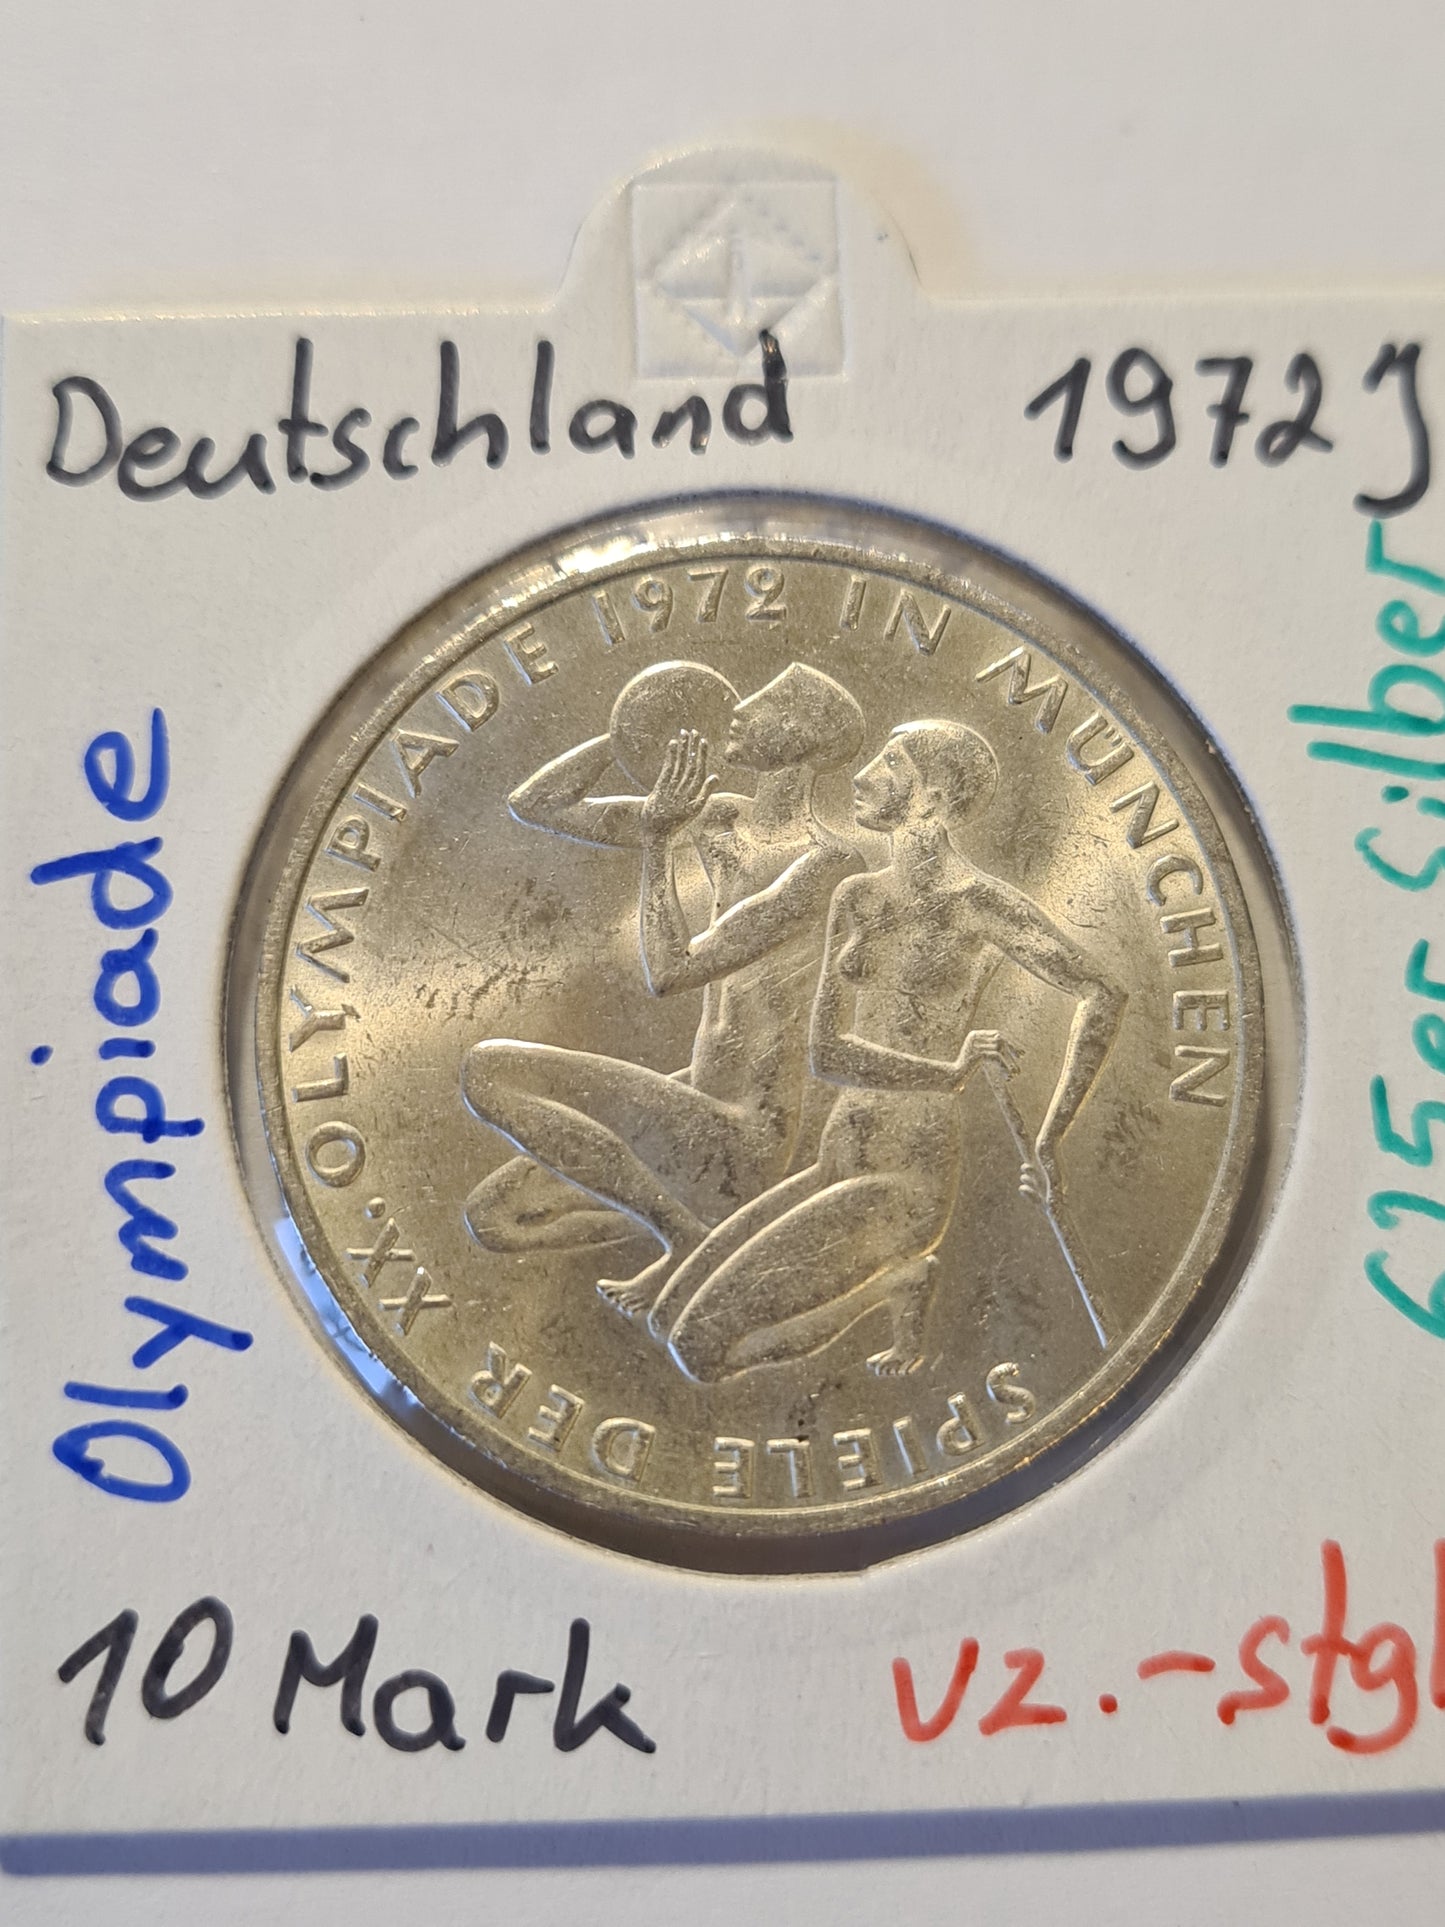 Deutschland 1972 J
Olympiade
625er Silber
SPIELE DER XX. OLYMPIADE 1972 IN MÜNCHEN
10 Mark vz.-stgl